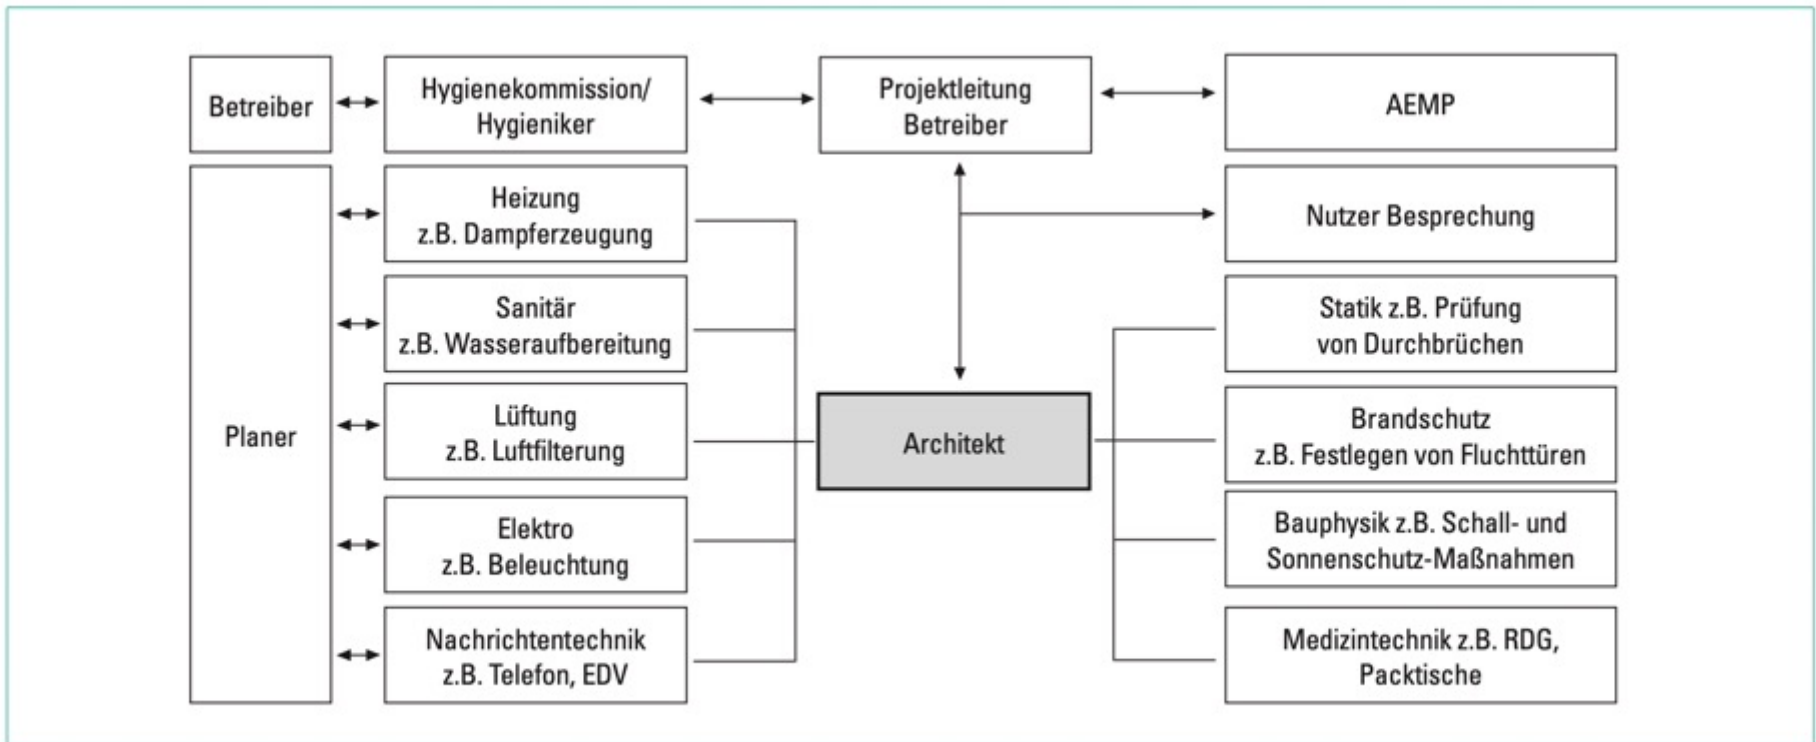 Betreiber
Hygienekommission/
Hygieniker
Projektleitung
Betreiber
AEMP
Planer
Heizung
z.B. Dampferzeugung
Nutzer Besprechung
Sanitär
z.B. Wasseraufbereitung
Statik z.B. Prüfung
von Durchbrüchen
Lüftung
z.B. Luftfilterung
Architekt
Brandschutz
z.B. Festlegen von Fluchttüren
Elektro
z.B. Beleuchtung
Bauphysik z.B. Schall- und
Sonnenschutz-Maßnahmen
Nachrichtentechnik
z.B. Telefon, EDV
Medizintechnik z.B. RDG,
Packtische